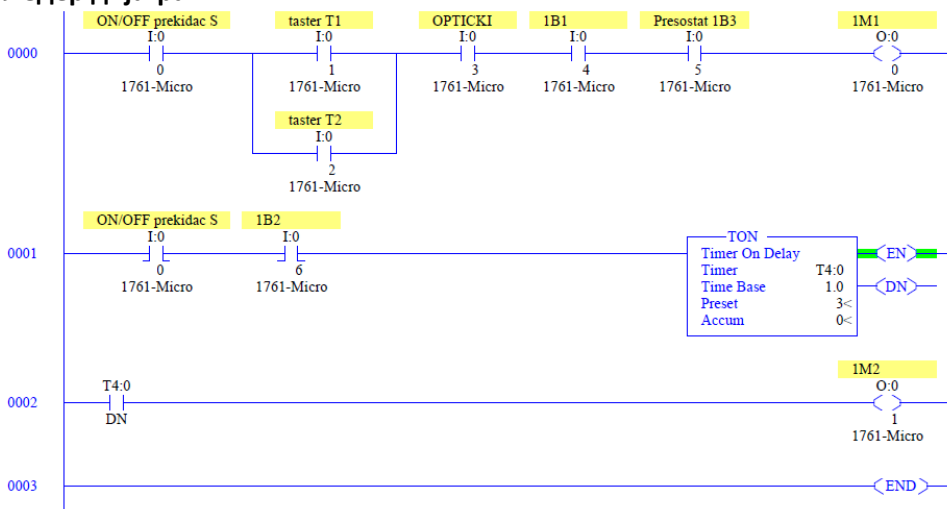 ON/OFF prekidac S taster T1 OPTICKI 1B1 Presostat 1B3 1M1
I:0 I:0 I:0 I:0 I:0 O:0
0000
0 1 3 4 5 0
1761-Micro 1761-Micro 1761-Micro 1761-Micro 1761-Micro 1761-Micro
taster T2
I:0
2
1761-Micro
ON/OFF prekidac S 1B2
I:0 I:0
0001
0 6
1761-Micro 1761-Micro
TON
Timer On Delay
Timer T4:0
Time Base 1.0
Preset 3<
Accum 0<
EN
DN
1M2
T4:0 O:0
0002
DN 1
1761-Micro
0003 END